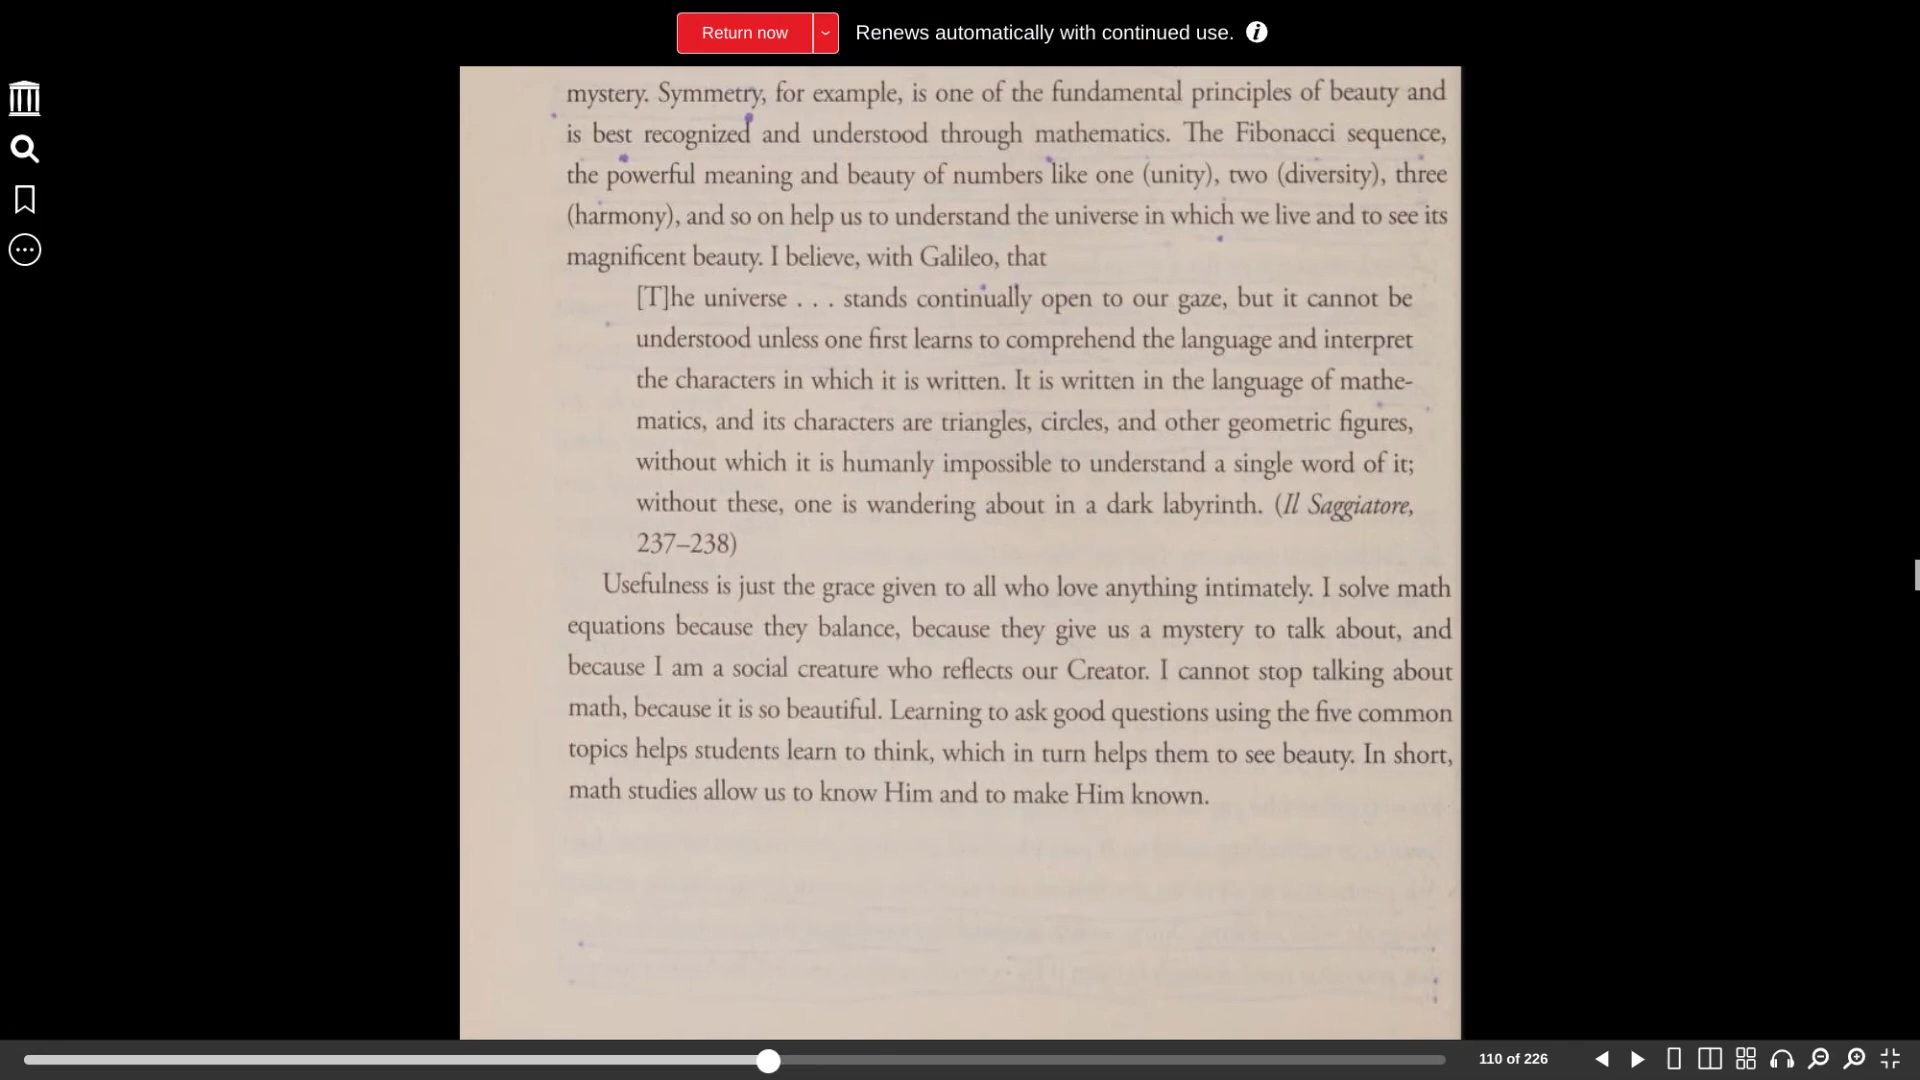 Return now
Renews automatically with continued use.
mystery. Symmetry, for example, is one of the fundamental principles of beauty and
is best recognized and understood through mathematics. The Fibonacci sequence,
the powerful meaning and beauty of numbers like one (unity), two (diversity), three
(harmony), and so on help us to understand the universe in which we live and to see its
magnificent beauty. I believe, with Galileo, that
[T]he universe . . . stands continually open to our gaze, but it cannot be
understood unless one first learns to comprehend the language and interpret
the characters in which it is written. It is written in the language of mathe-
matics, and its characters are triangles, circles, and other geometric figures,
without which it is humanly impossible to understand a single word of it;
without these, one is wandering about in a dark labyrinth. (Il Saggiatore,
237–238)
Usefulness is just the grace given to all who love anything intimately. I solve math
equations because they balance, because they give us a mystery to talk about, and
because I am a social creature who reflects our Creator. I cannot stop talking about
math, because it is so beautiful. Learning to ask good questions using the five common
topics helps students learn to think, which in turn helps them to see beauty. In short,
math studies allow us to know Him and to make Him known.
110 of 226